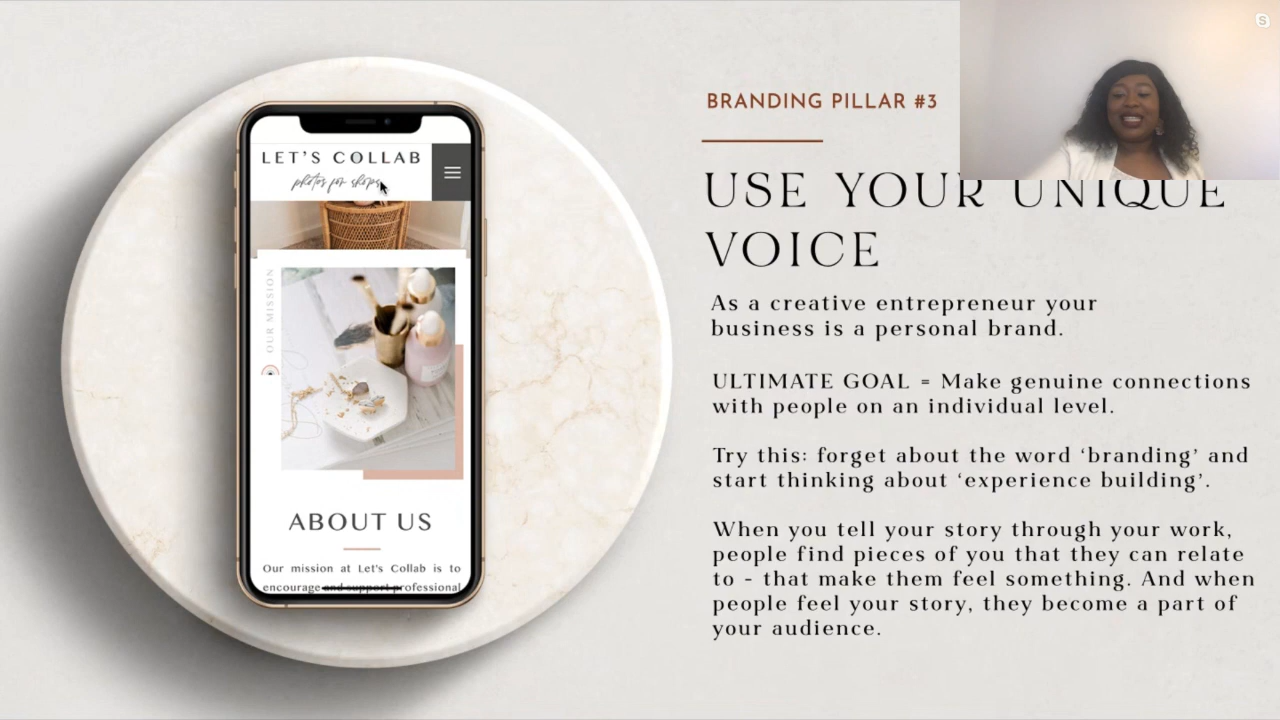 LET'S COLLAB
photos for shops
OUR MISSION
ABOUT US
Our mission at Let's Collab is to
encourage and support professional
BRANDING PILLAR #3
USE YOUR UNIQUE
VOICE
As a creative entrepreneur your
business is a personal brand.
ULTIMATE GOAL = Make genuine connections
with people on an individual level.
Try this: forget about the word ‘branding’ and
start thinking about ‘experience building’.
When you tell your story through your work,
people find pieces of you that they can relate
to - that make them feel something. And when
people feel your story, they become a part of
your audience.